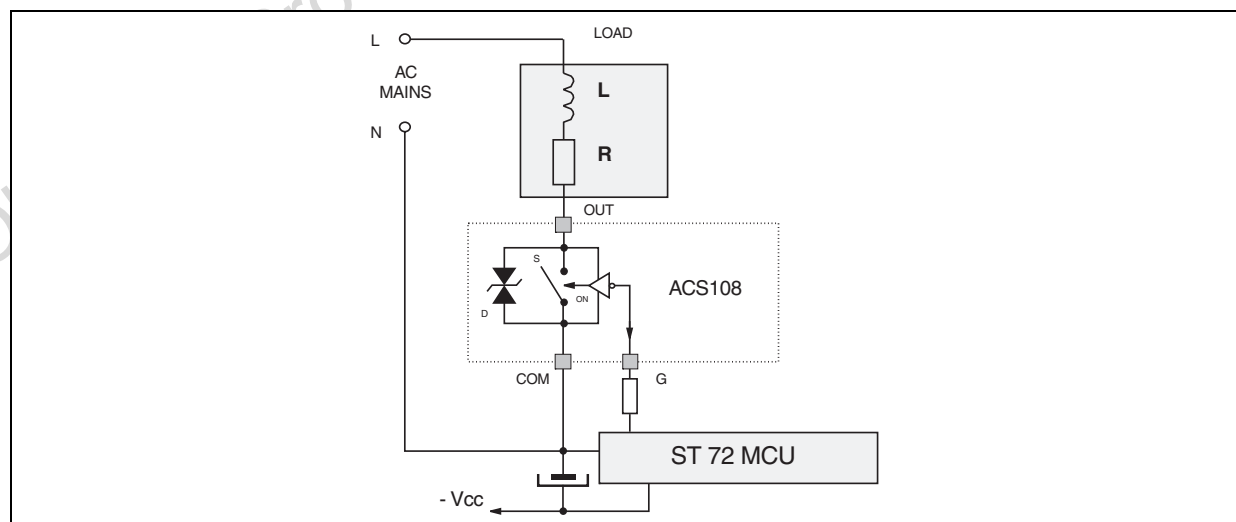 L
LOAD
AC
MAINS
L
N
R
OUT
S
ACS108
ON
D
COM
G
ST 72 MCU
- Vcc